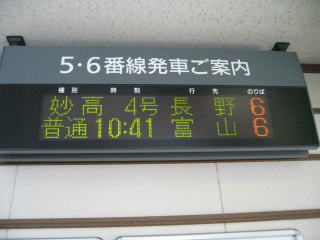 5・6番線発車ご案内
種別 時刻 行先 のりば
妙高 4号 長野 6
普通 10:41 富山 6